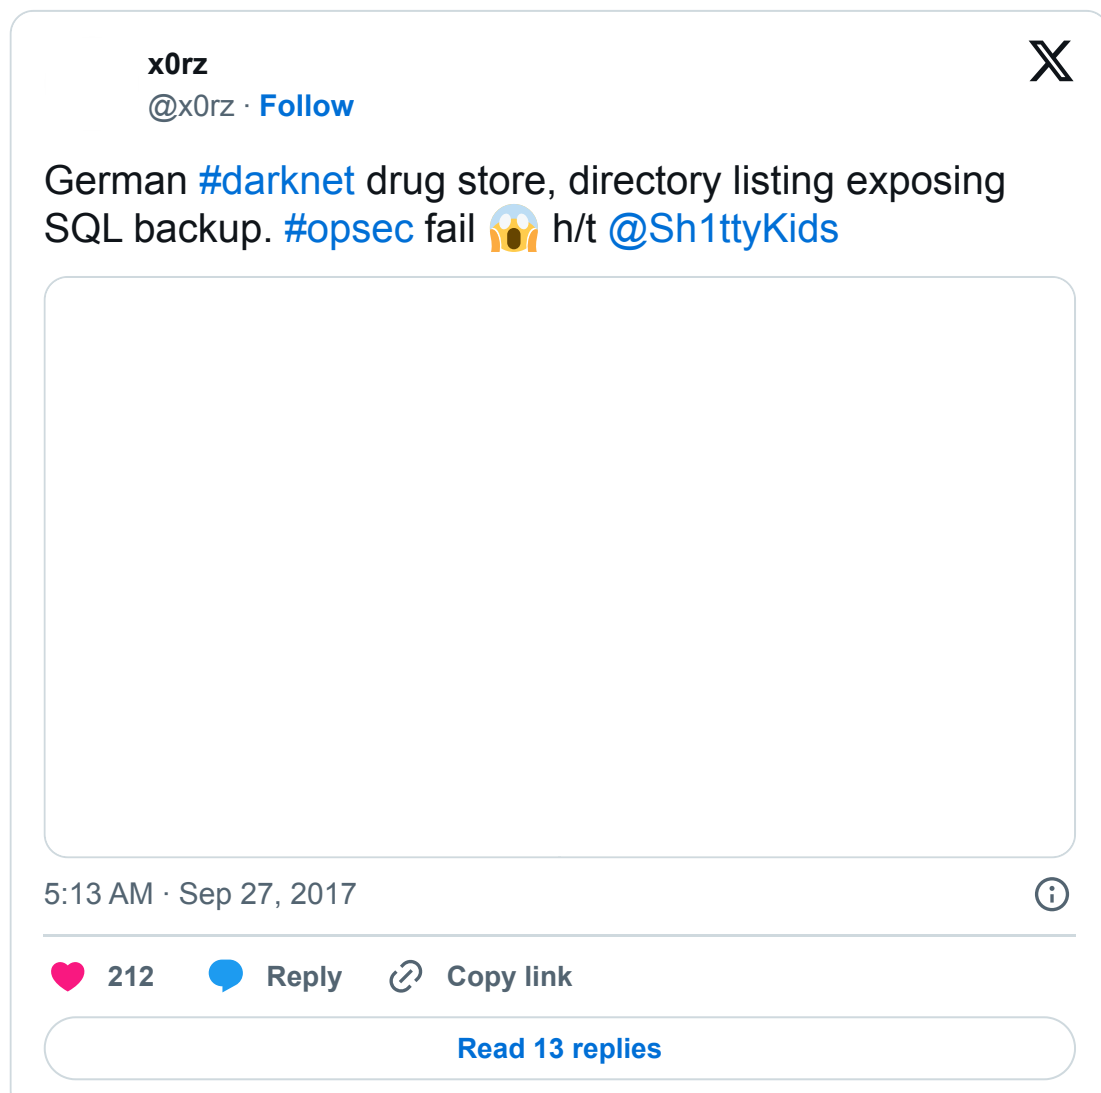 x0rz
@x0rz · Follow
German #darknet drug store, directory listing exposing
SQL backup. #opsec fail 😱 h/t @Sh1ttyKids
5:13 AM · Sep 27, 2017
212 Reply Copy link
Read 13 replies